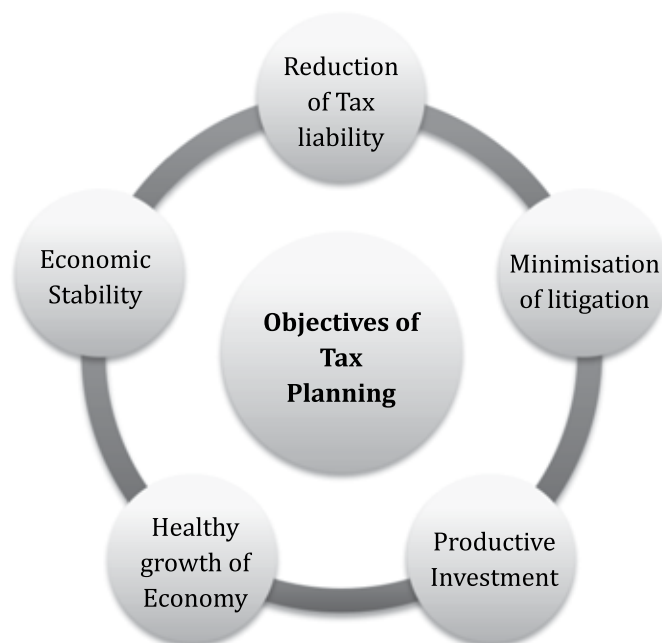 Reduction
of Tax
liability
Minimisation
of litigation
Productive
Investment
Healthy
growth of
Economy
Economic
Stability
Objectives of
Tax
Planning